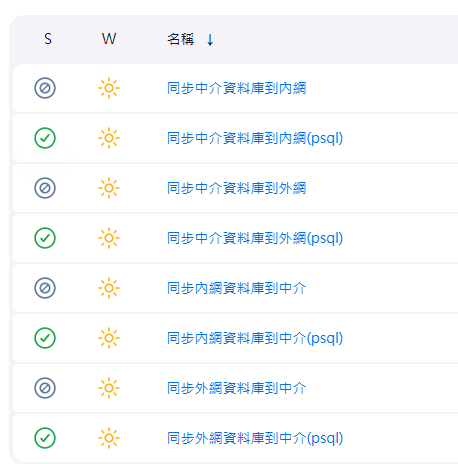 S W 名稱 ↓
同步中介資料庫到內網
同步中介資料庫到內網(psql)
同步中介資料庫到外網
同步中介資料庫到外網(psql)
同步內網資料庫到中介
同步內網資料庫到中介(psql)
同步外網資料庫到中介
同步外網資料庫到中介(psql)